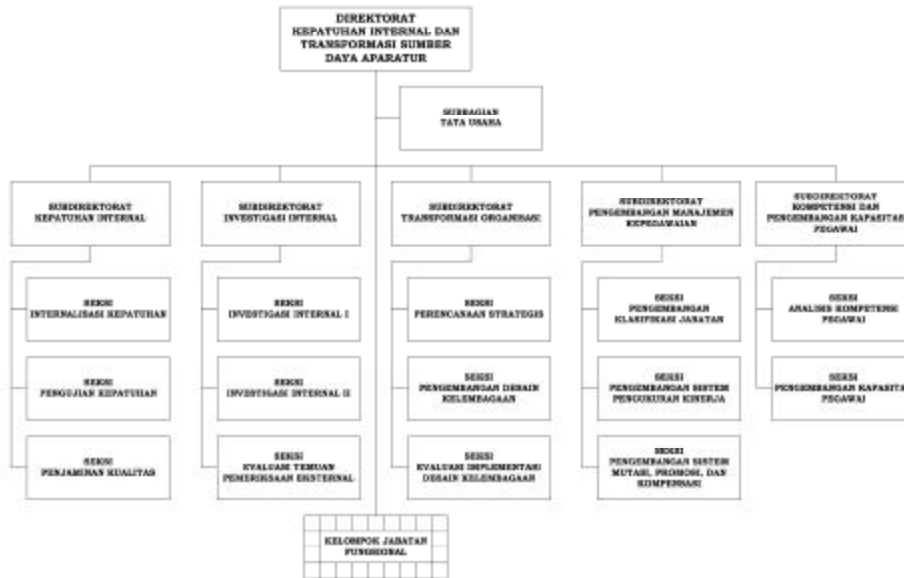 DIREKTORAT
KEPATUHAN INTERNAL DAN
TRANSFORMASI SUMBER
DAYA APARATUR
SUBBAGIAN
TATA USAHA
SUBDIREKTORAT
KEPATUHAN INTERNAL
SUBDIREKTORAT
INVESTIGASI INTERNAL
SUBDIREKTORAT
TRANSFORMASI ORGANISASI
SUBDIREKTORAT
PENGEMBANGAN MANAJEMEN
KEPEGAWAIAN
SUBDIREKTORAT
KOMPETENSI DAN
PENGEMBANGAN KAPASITAS
PEGAWAI
SEKSI
INTERNALISASI KEPATUHAN
SEKSI
INVESTIGASI INTERNAL I
SEKSI
PERENCANAAN STRATEGIS
SEKSI
PENGEMBANGAN
KLASIFIKASI JABATAN
SEKSI
ANALISIS KOMPETENSI
PEGAWAI
SEKSI
PENGUJIAN KEPATUHAN
SEKSI
INVESTIGASI INTERNAL II
SEKSI
PENGEMBANGAN DESAIN
KELEMBAGAAN
SEKSI
PENGEMBANGAN SISTEM
PENGUKURAN KINERJA
SEKSI
PENGEMBANGAN KAPASITAS
PEGAWAI
SEKSI
PENJAMINAN KUALITAS
SEKSI
EVALUASI TEMUAN
PEMERIKSAAN EKSTERNAL
SEKSI
EVALUASI IMPLEMENTASI
DESAIN KELEMBAGAAN
SEKSI
PENGEMBANGAN SISTEM
MUTASI, PROMOSI, DAN
KOMPENSASI
KELOMPOK JABATAN
FUNGSIONAL